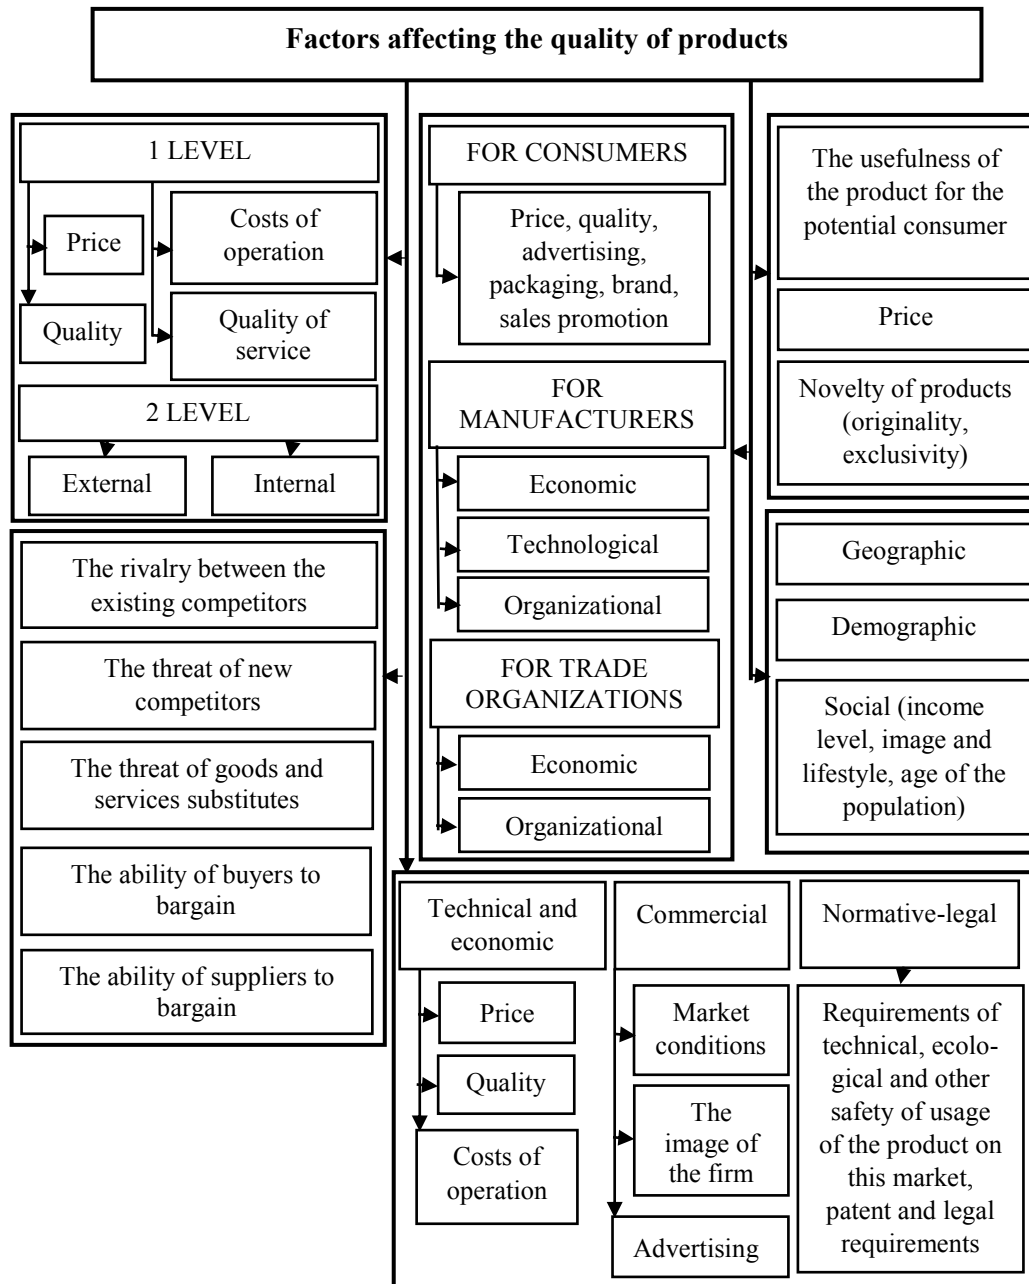 Factors affecting the quality of products
1 LEVEL
Price
Costs of
operation
Quality
Quality of
service
2 LEVEL
External
Internal
The rivalry between the
existing competitors
The threat of new
competitors
The threat of goods and
services substitutes
The ability of buyers to
bargain
The ability of suppliers to
bargain
FOR CONSUMERS
Price, quality,
advertising,
packaging, brand,
sales promotion
FOR
MANUFACTURERS
Economic
Technological
Organizational
FOR TRADE
ORGANIZATIONS
Economic
Organizational
The usefulness of
the product for the
potential consumer
Price
Novelty of products
(originality,
exclusivity)
Geographic
Demographic
Social (income
level, image and
lifestyle, age of the
population)
Technical and
economic
Price
Quality
Costs of
operation
Commercial
Market
conditions
The
image of
the firm
Advertising
Normative-legal
Requirements of
technical, ecolo-
gical and other
safety of usage
of the product on
this market,
patent and legal
requirements